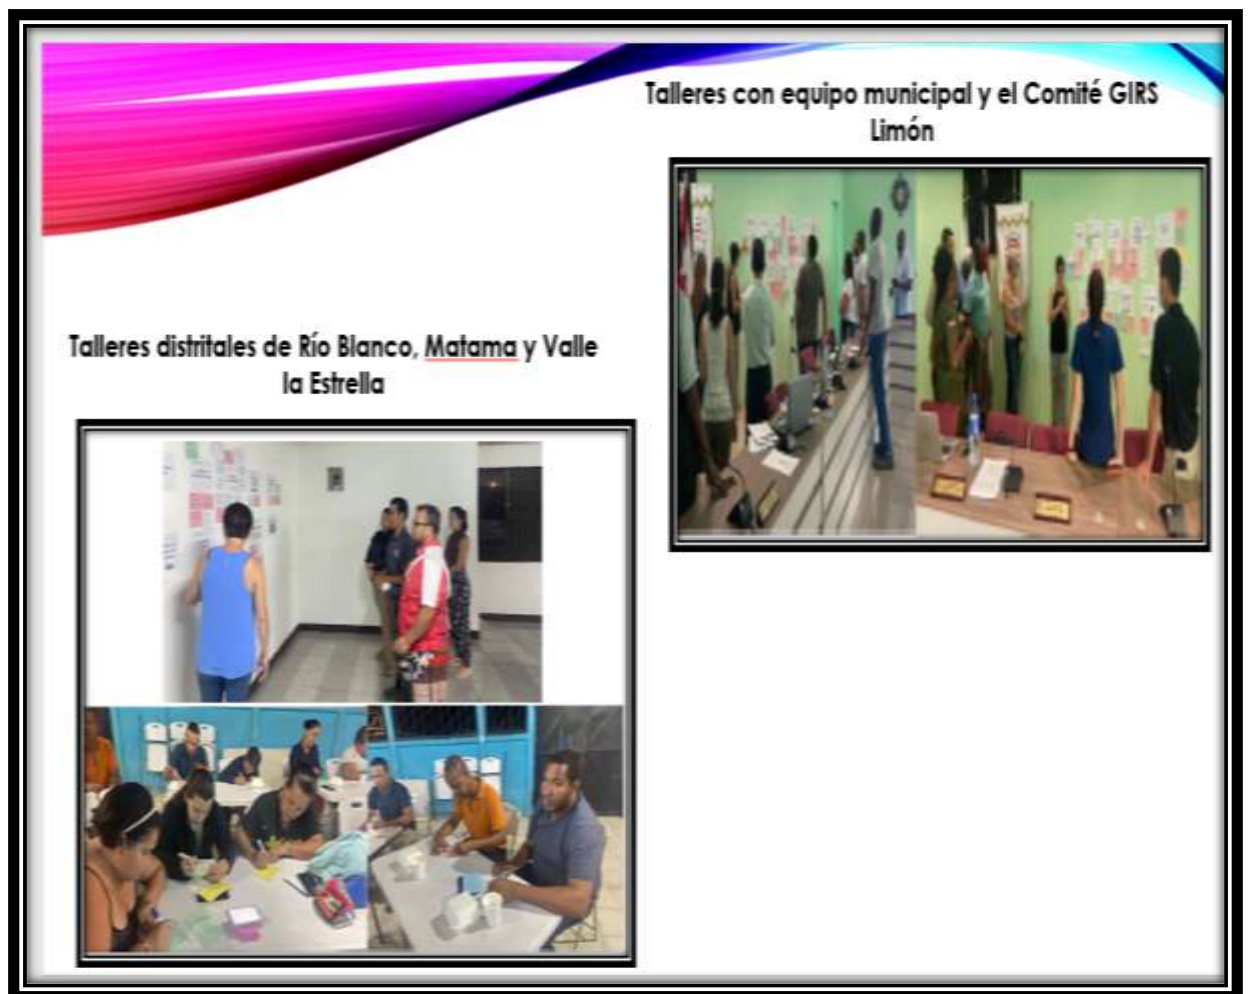 Talleres con equipo municipal y el Comité GIRS
Limón
Talleres distritales de Río Blanco, Matama y Valle
la Estrella